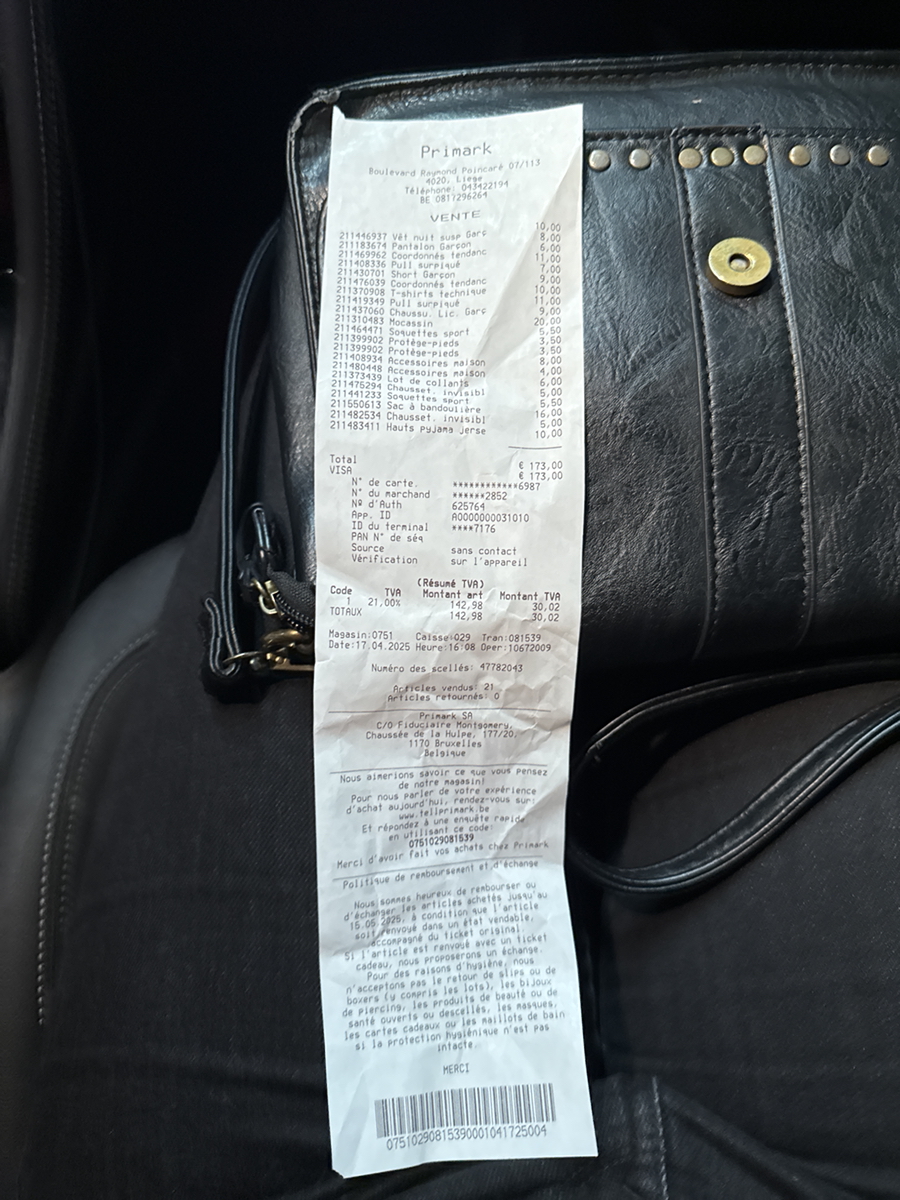 Primark
Boulevard Raymond Poincaré 07/113
4020, Liege
Téléphone: 043422194
BE 0817296264
VENTE
211446937 Vêt nuit susp Garç 10,00
211183674 Pantalon Garçon 8,00
211469962 Coordonnés tendanc 6,00
211408336 Pull surpiqué 11,00
211430701 Short Garçon 7,00
211476039 Coordonnés tendanc 9,00
211370908 T-shirts technique 10,00
211419349 Pull surpiqué 11,00
211437060 Chaussu. Lic. Garç 9,00
211310483 Mocassin 20,00
211464471 Soquettes sport 5,50
211399902 Protège-pieds 3,50
211399902 Protège-pieds 3,50
211408934 Accessoires maison 8,00
211480448 Accessoires maison 4,00
211373439 Lot de collants 6,00
211475294 Chausset. invisibl 5,00
211441233 Soquettes sport 5,50
211550613 Sac à bandoulière 16,00
211482534 Chausset. invisibl 5,00
211483411 Hauts pyjama jerse 10,00
Total € 173,00
VISA € 173,00
N° de carte. ************6987
N° du marchand ******2852
Nº d'Auth 625764
App. ID A0000000031010
ID du terminal ****7176
PAN N° de séq
Source sans contact
Vérification sur l'appareil
(Résumé TVA)
Code TVA Montant art Montant TVA
1 21,00% 142,98 30,02
TOTAUX 142,98 30,02
Magasin:0751 Caisse:029 Tran:081539
Date:17.04.2025 Heure:16:08 Oper:10672009
Numéro des scellés: 47782043
Articles vendus: 21
Articles retournés: 0
Primark SA
C/O Fiduciaire Montgomery,
Chaussée de la Hulpe, 177/20,
1170 Bruxelles
Belgique
Nous aimerions savoir ce que vous pensez
de notre magasin!
Pour nous parler de votre expérience
d'achat aujourd'hui, rendez-vous sur:
www.tellprimark.be
Et répondez à une enquête rapide
en utilisant ce code:
0751029081539
Merci d'avoir fait vos achats chez Primark
Politique de remboursement et d'échange
Nous sommes heureux de rembourser ou
d'échanger les articles achetés jusqu'au
15.05.2025, à condition que l'article
soit renvoyé dans un état vendable,
accompagné du ticket original.
Si l'article est renvoyé avec un ticket
cadeau, nous proposerons un échange.
Pour des raisons d'hygiène, nous
n'acceptons pas le retour de slips ou de
boxers (y compris les lots), les bijoux
de piercings, les produits de beauté ou de
santé ouverts ou descellés, les masques,
les cartes cadeaux ou les maillots de bain
si la protection hygiénique n'est pas
intacte.
MERCI
07510290815390001041725004